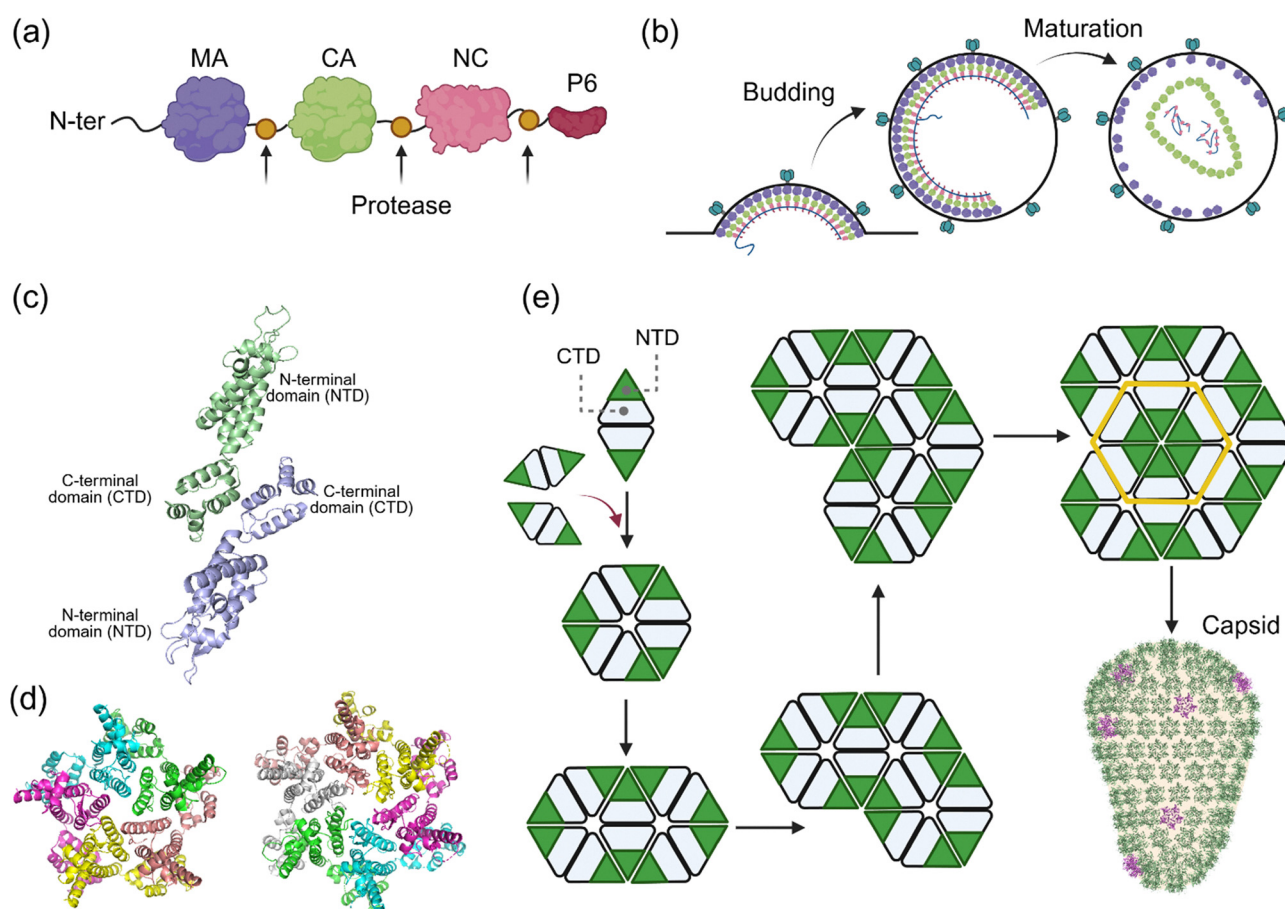 (a)
MA
CA
NC
P6
N-ter
Protease
(b)
Budding
Maturation
(c)
N-terminal
domain (NTD)
C-terminal
domain (CTD)
C-terminal
domain (CTD)
N-terminal
domain (NTD)
(d)
(e)
CTD
NTD
Capsid